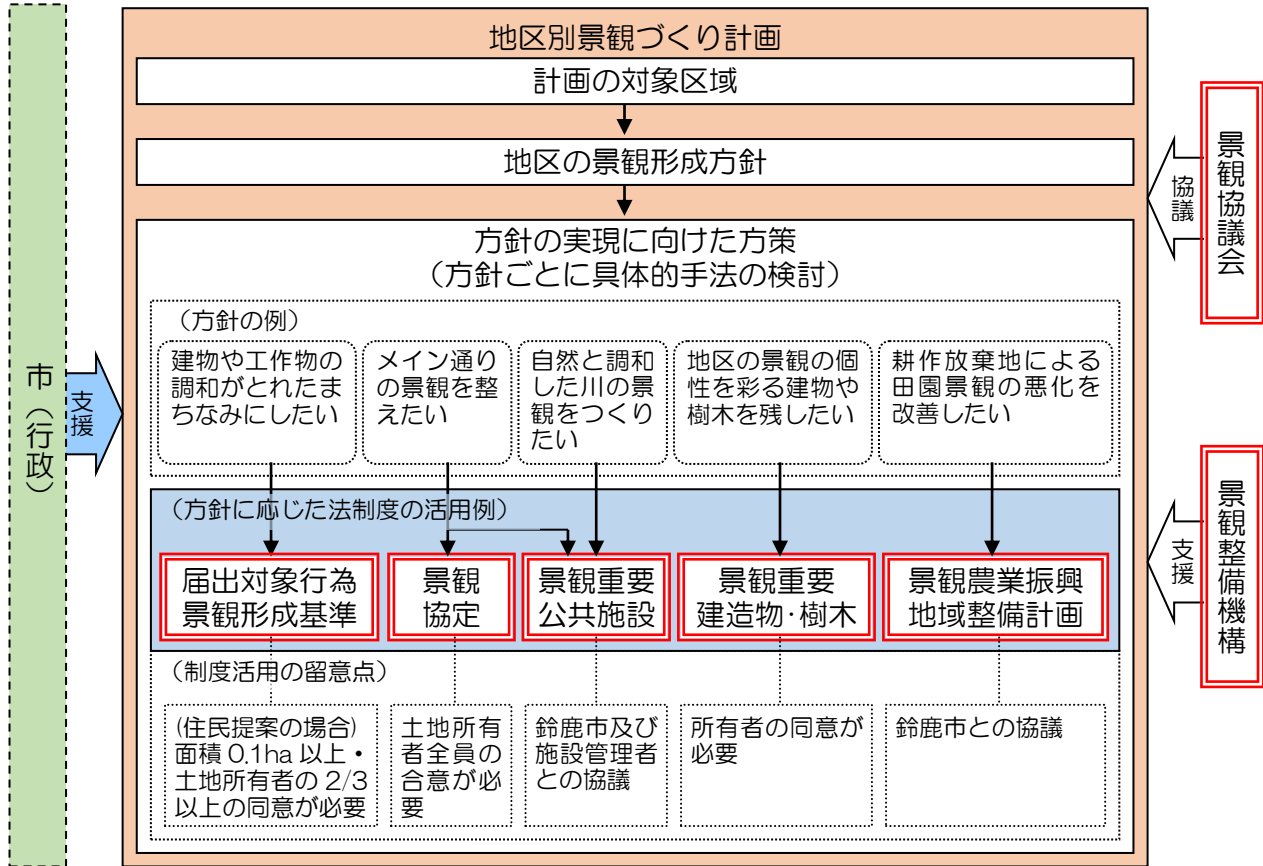 地区別景観づくり計画
計画の対象区域
地区の景観形成方針
方針の実現に向けた方策
（方針ごとに具体的手法の検討）
（方針の例）
建物や工作物の
調和がとれたま
ちなみにしたい
メイン通り
の景観を整
えたい
自然と調和
した川の景
観をつくり
たい
地区の景観の個
性を彩る建物や
樹木を残したい
耕作放棄地による
田園景観の悪化を
改善したい
（方針に応じた法制度の活用例）
届出対象行為
景観形成基準
景観
協定
景観重要
公共施設
景観重要
建造物・樹木
景観農業振興
地域整備計画
（制度活用の留意点）
(住民提案の場合)
面積 0.1ha 以上・
土地所有者の 2/3
以上の同意が必要
土地所有
者全員の
合意が必
要
鈴鹿市及び
施設管理者
との協議
所有者の同意が
必要
鈴鹿市との協議
市（行政）
支援
協議
景観協議会
支援
景観整備機構